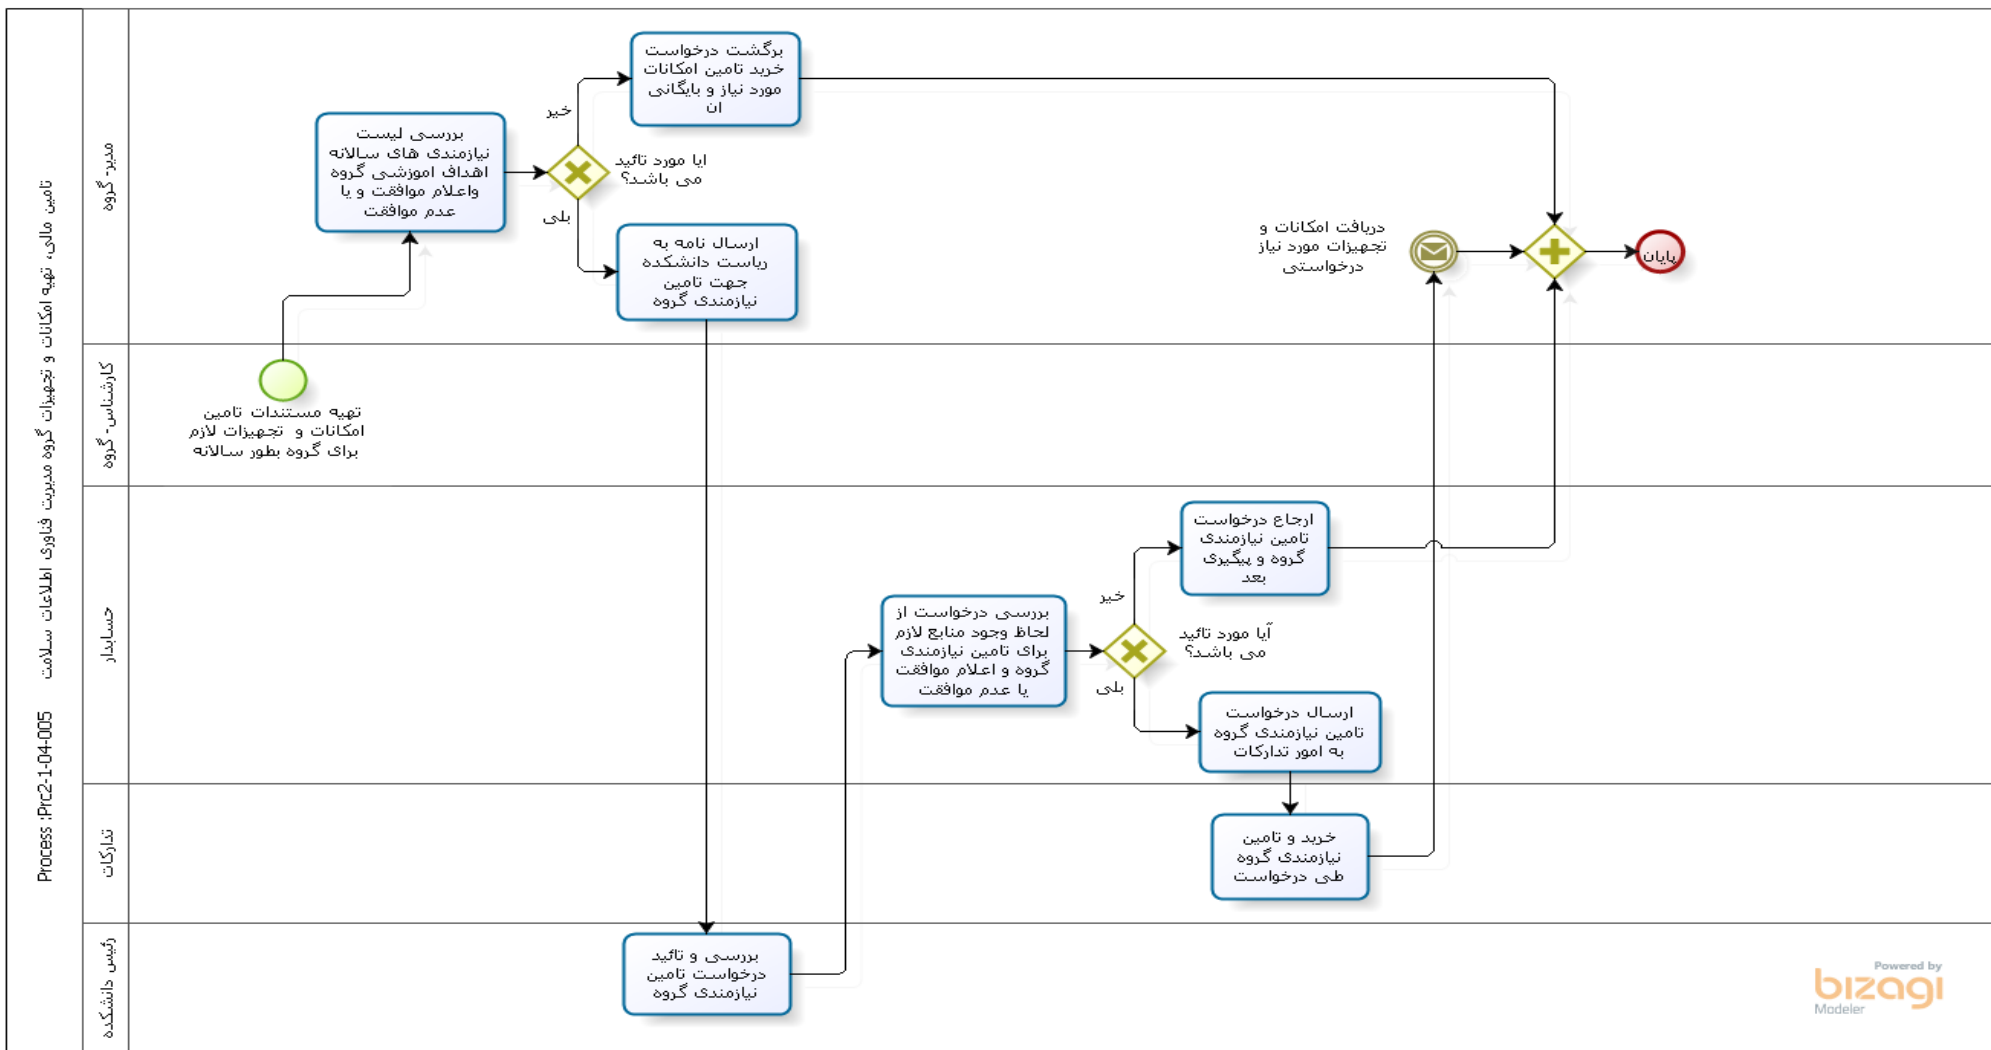 تامین مالی، تهیه امکانات و تجهیزات گروه مدیریت فناوری اطلاعات سلامت Process :Prc2-1-04-005
مدیر- گروه
برگشت درخواست
خرید تامین امکانات
مورد نیاز و بایگانی
ان
خیر
بررسی لیست
نیازمندی های سالانه
اهداف اموزشی گروه
واعلام موافقت و یا
عدم موافقت
ایا مورد تائید
می باشد؟
بلی
ارسال نامه به
ریاست دانشکده
جهت تامین
نیازمندی گروه
دریافت امکانات و
تجهیزات مورد نیاز
درخواستی
پایان
کارشناس- گروه
تهیه مستندات تامین
امکانات و تجهیزات لازم
برای گروه بطور سالانه
حسابدار
ارجاع درخواست
تامین نیازمندی
گروه و پیگیری
بعد
خیر
بررسی درخواست از
لحاظ وجود منابع لازم
برای تامین نیازمندی
گروه و اعلام موافقت
یا عدم موافقت
آیا مورد تائید
می باشد؟
بلی
ارسال درخواست
تامین نیازمندی گروه
به امور تدارکات
تدارکات
خرید و تامین
نیازمندی گروه
طی درخواست
رئیس دانشکده
بررسی و تائید
درخواست تامین
نیازمندی گروه
Powered by
bizagi
Modeler